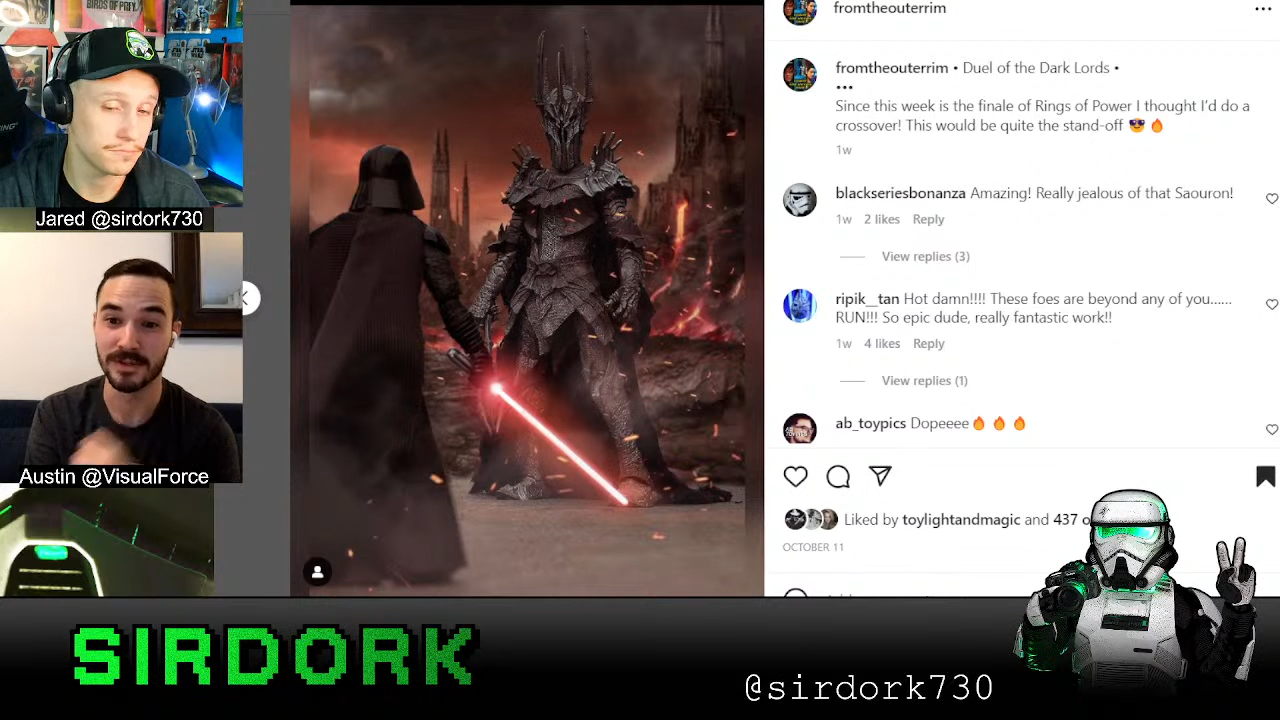 BIRDS OF PREY
Jared @sirdork730
Austin @VisualForce
fromtheouterrim
fromtheouterrim • Duel of the Dark Lords •
Since this week is the finale of Rings of Power I thought I'd do a
crossover! This would be quite the stand-off 😎 🔥
1w
blackseriesbonanza Amazing! Really jealous of that Saouron!
1w 2 likes Reply
View replies (3)
ripik__tan Hot damn!!!! These foes are beyond any of you......
RUN!!! So epic dude, really fantastic work!!
1w 4 likes Reply
View replies (1)
ab_toypics Dopeeee🔥 🔥 🔥
Liked by toylightandmagic and 437 o
OCTOBER 11
SIRDORK
@sirdork730